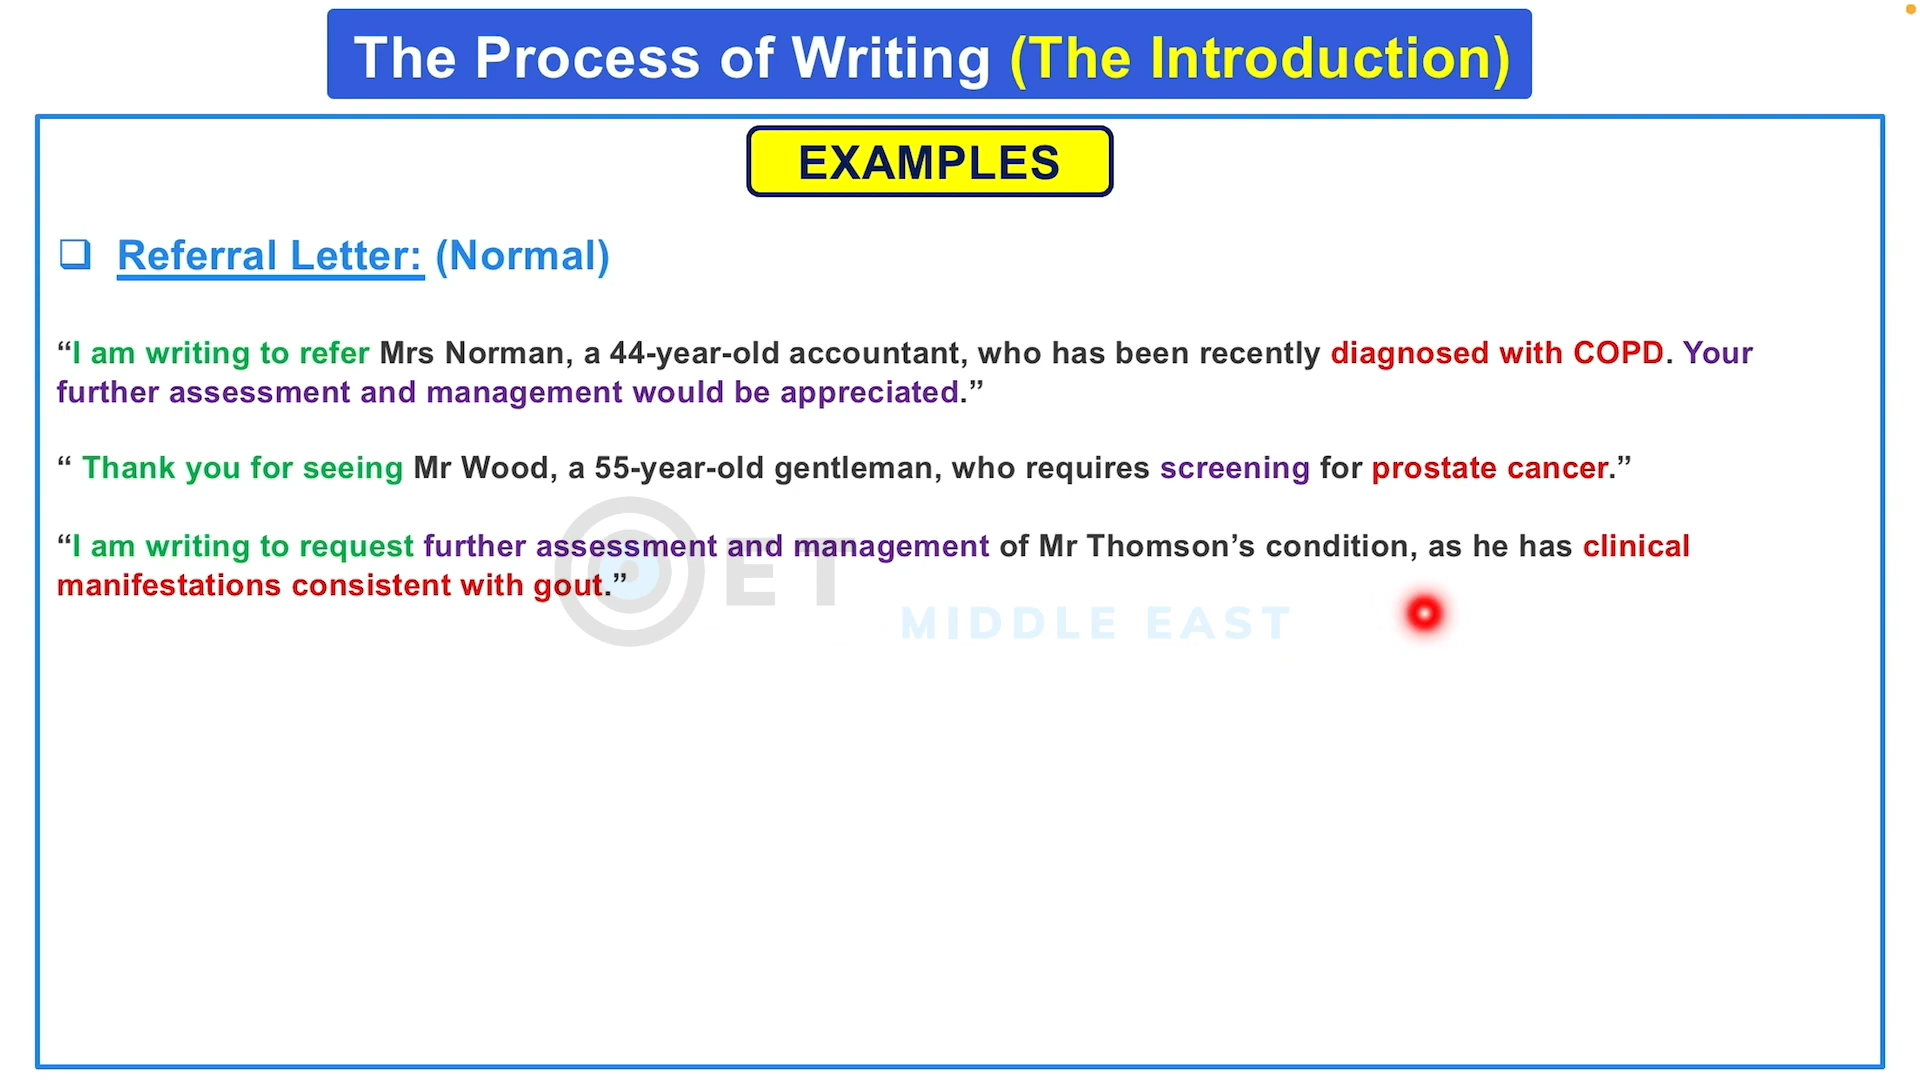 The Process of Writing (The Introduction)
EXAMPLES
❑ Referral Letter: (Normal)
“I am writing to refer Mrs Norman, a 44-year-old accountant, who has been recently diagnosed with COPD. Your
further assessment and management would be appreciated.”
“ Thank you for seeing Mr Wood, a 55-year-old gentleman, who requires screening for prostate cancer.”
“I am writing to request further assessment and management of Mr Thomson’s condition, as he has clinical
manifestations consistent with gout.”
OET
MIDDLE EAST